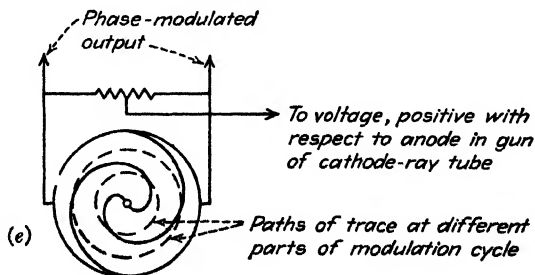 Phase-modulated
output
To voltage, positive with
respect to anode in gun
of cathode-ray tube
(e)
Paths of trace at different
parts of modulation cycle